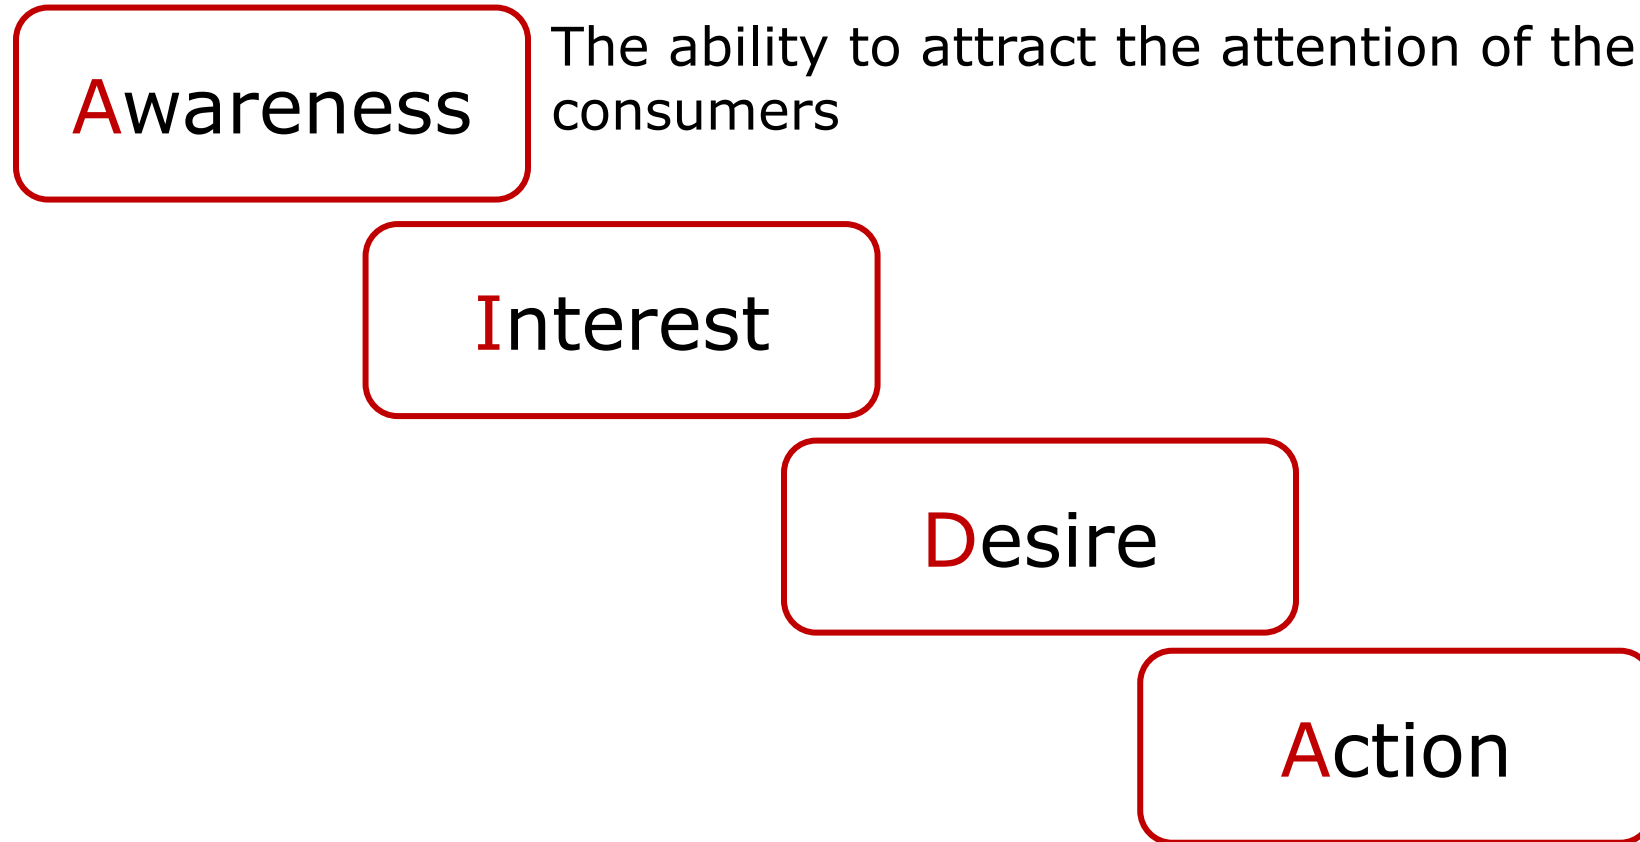 Awareness
The ability to attract the attention of the
consumers
Interest
Desire
Action